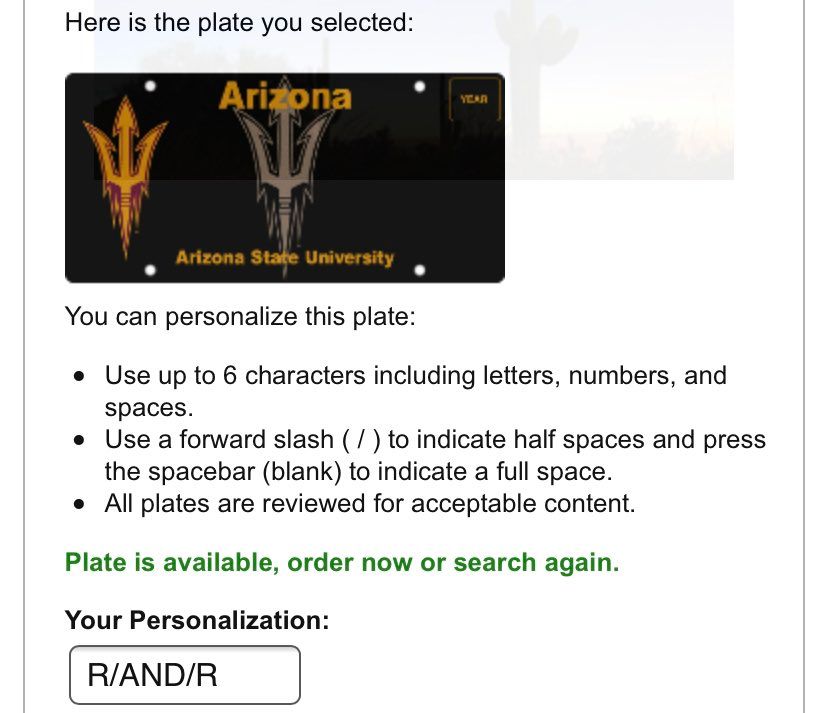 Here is the plate you selected:
Arizona
YEAR
Arizona State University
You can personalize this plate:
• Use up to 6 characters including letters, numbers, and
spaces.
• Use a forward slash ( / ) to indicate half spaces and press
the spacebar (blank) to indicate a full space.
• All plates are reviewed for acceptable content.
Plate is available, order now or search again.
Your Personalization:
R/AND/R